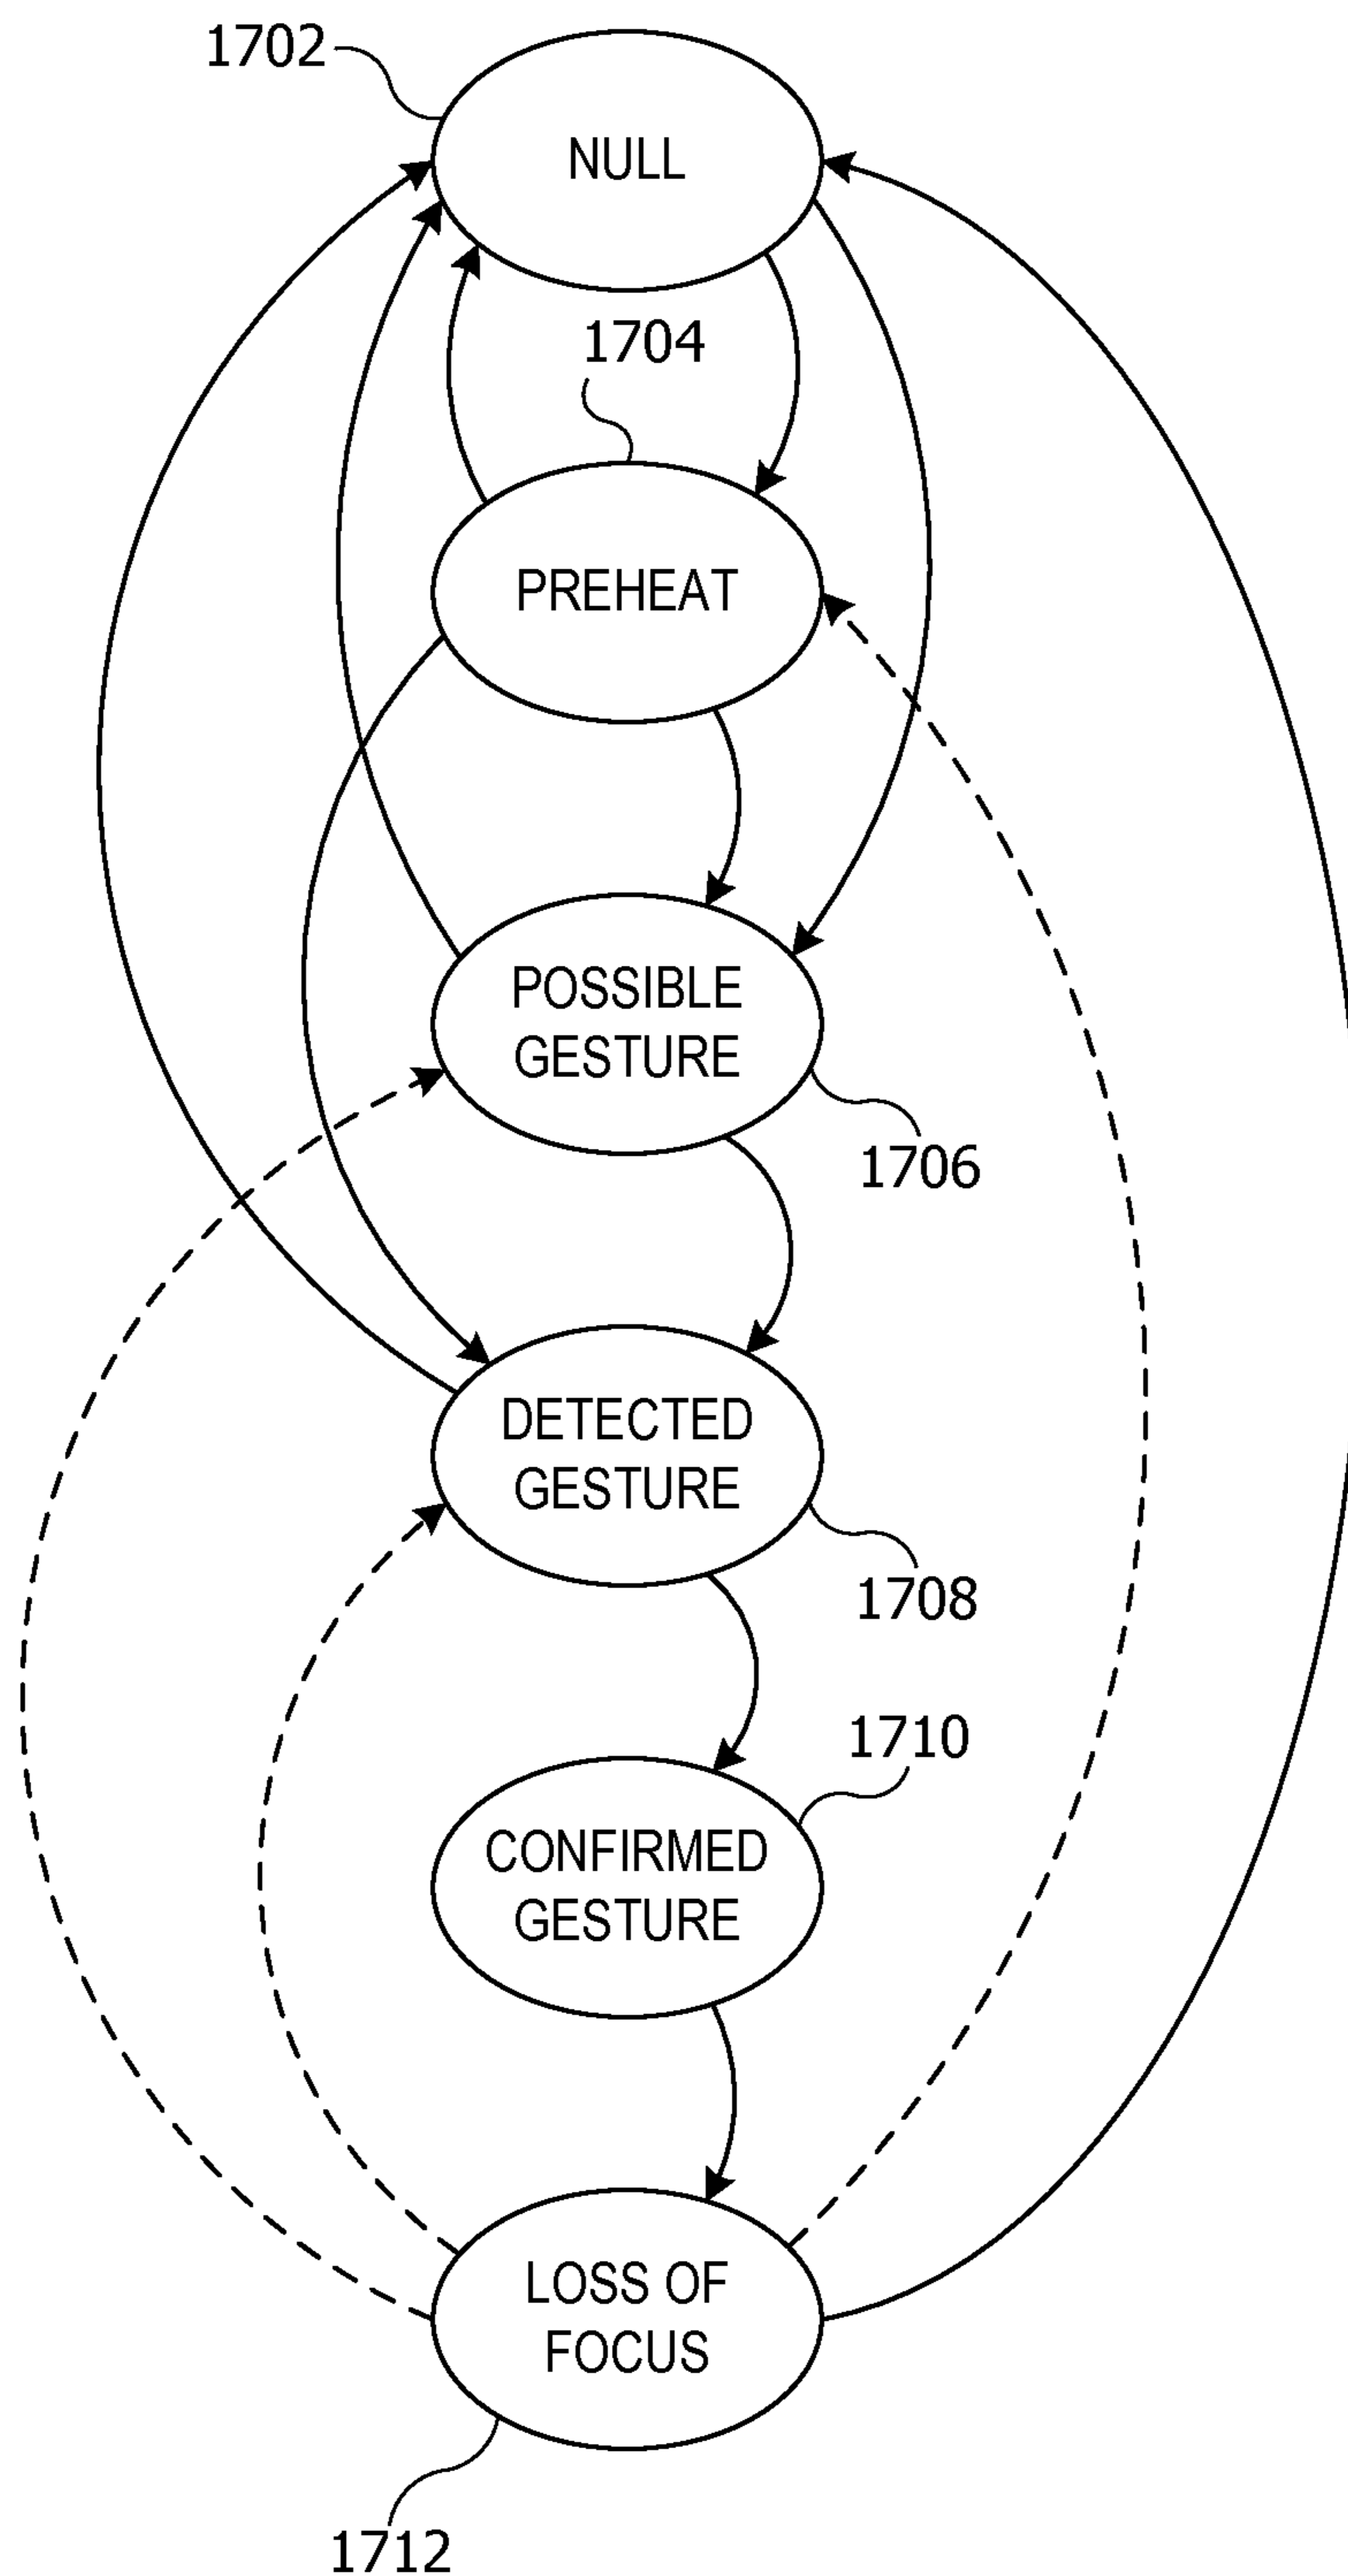 1702
NULL
1704
PREHEAT
POSSIBLE
GESTURE
1706
DETECTED
GESTURE
1708
1710
CONFIRMED
GESTURE
LOSS OF
FOCUS
1712